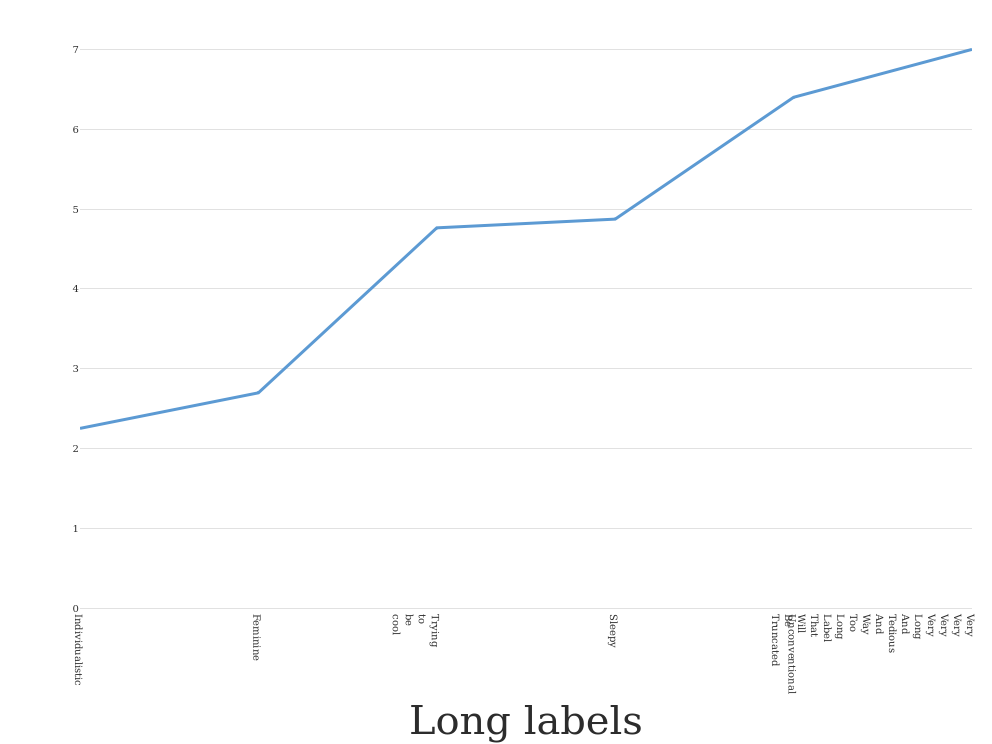 7
6
5
4
3
2
1
0
Individualistic
Feminine
Trying
to
be
cool
Sleepy
Unconventional
Very
Very
Very
Very
Long
And
Tedious
And
Way
Too
Long
Label
That
Will
Be
Truncated
Long labels